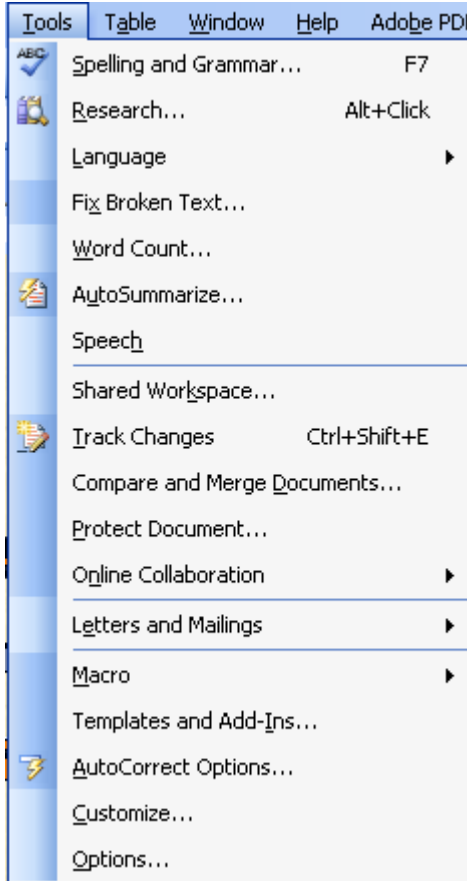 Tools Table Window Help Adobe PDF
ABC
Spelling and Grammar... F7
Research... Alt+Click
Language
Fix Broken Text...
Word Count...
AutoSummarize...
Speech
Shared Workspace...
Track Changes Ctrl+Shift+E
Compare and Merge Documents...
Protect Document...
Online Collaboration
Letters and Mailings
Macro
Templates and Add-Ins...
AutoCorrect Options...
Customize...
Options...